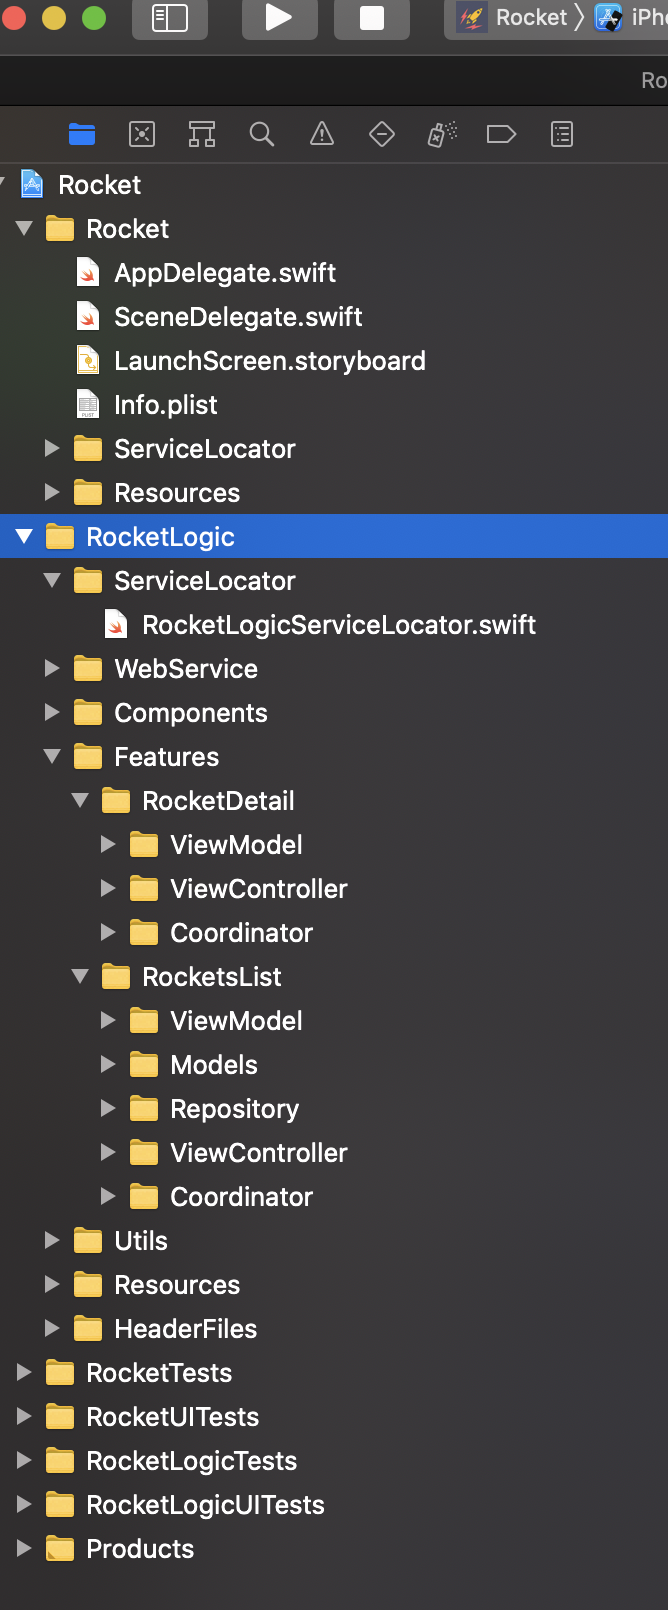 Rocket 〉 iPh
Ro
Rocket
Rocket
AppDelegate.swift
SceneDelegate.swift
LaunchScreen.storyboard
Info.plist
ServiceLocator
Resources
RocketLogic
ServiceLocator
RocketLogicServiceLocator.swift
WebService
Components
Features
RocketDetail
ViewModel
ViewController
Coordinator
RocketsList
ViewModel
Models
Repository
ViewController
Coordinator
Utils
Resources
HeaderFiles
RocketTests
RocketUITests
RocketLogicTests
RocketLogicUITests
Products